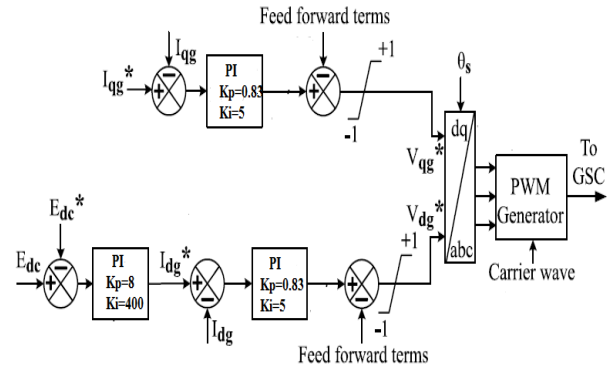 Feed forward terms
Iqg
+1
θs
Iqg*
−
+
PI
Kp=0.83
Ki=5
−
+
-1
dq
Vqg*
To
GSC
PWM
Generator
Edc*
Vdg*
+1
abc
Carrier wave
Edc
−
+
PI
Kp=8
Ki=400
Idg*
+
−
PI
Kp=0.83
Ki=5
+
−
-1
Idg
Feed forward terms